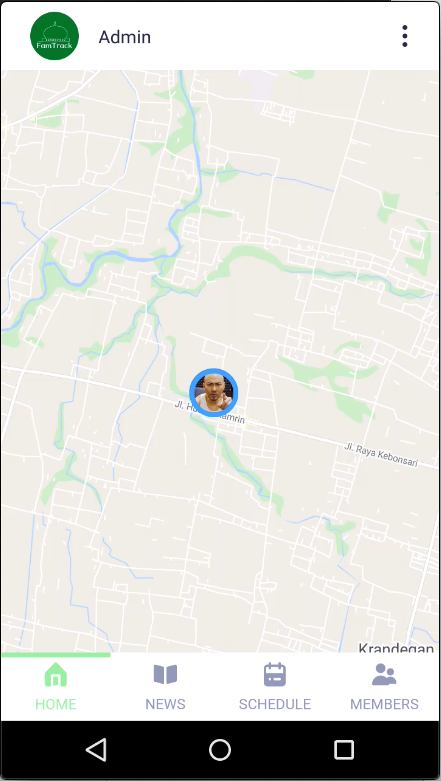 FamTrack
Admin
Jl. Raya Kebonsari
Krandegan
HOME
NEWS
SCHEDULE
MEMBERS